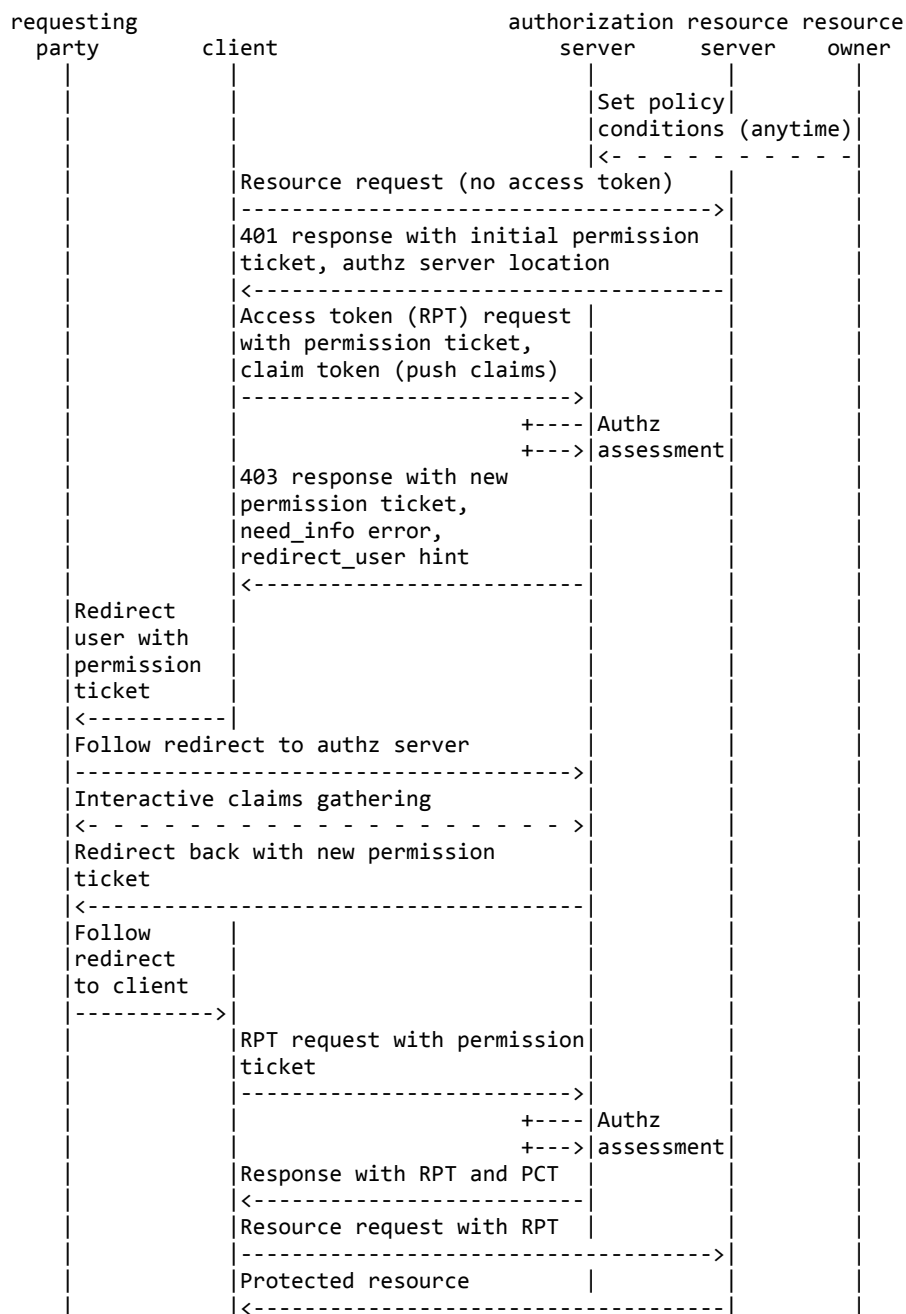 requesting authorization resource resource
party client server server owner
Set policy
conditions (anytime)
Resource request (no access token)
401 response with initial permission
ticket, authz server location
Access token (RPT) request
with permission ticket,
claim token (push claims)
Authz
assessment
403 response with new
permission ticket,
need_info error,
redirect_user hint
Redirect
user with
permission
ticket
Follow redirect to authz server
Interactive claims gathering
Redirect back with new permission
ticket
Follow
redirect
to client
RPT request with permission
ticket
Authz
assessment
Response with RPT and PCT
Resource request with RPT
Protected resource